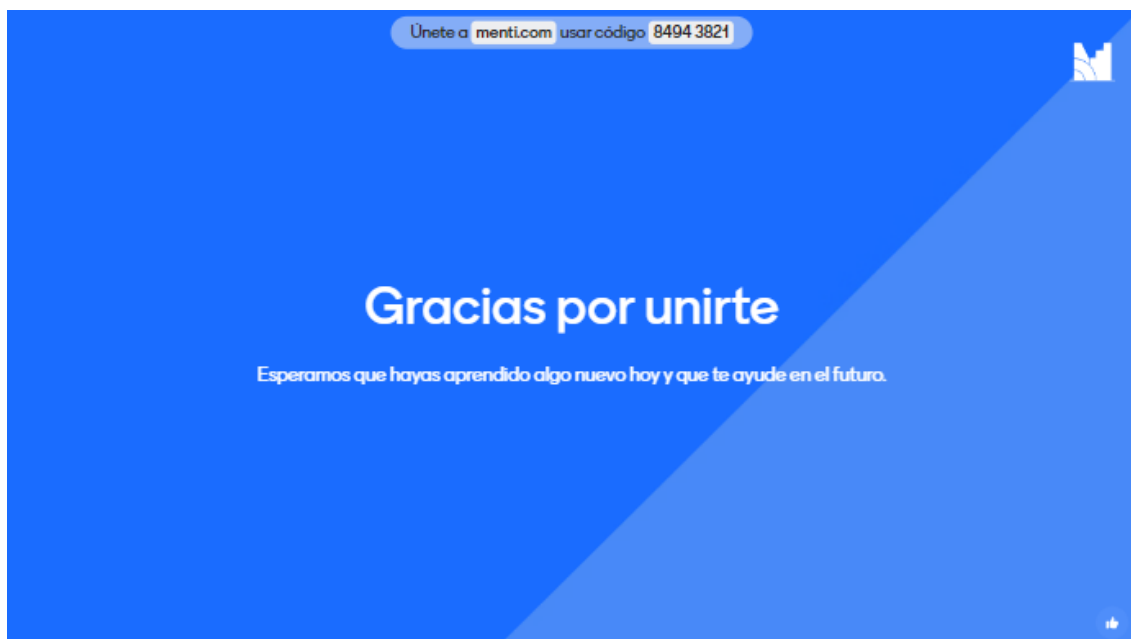 Únete a menti.com usar código 8494 3821
Gracias por unirte
Esperamos que hayas aprendido algo nuevo hoy y que te ayude en el futuro.